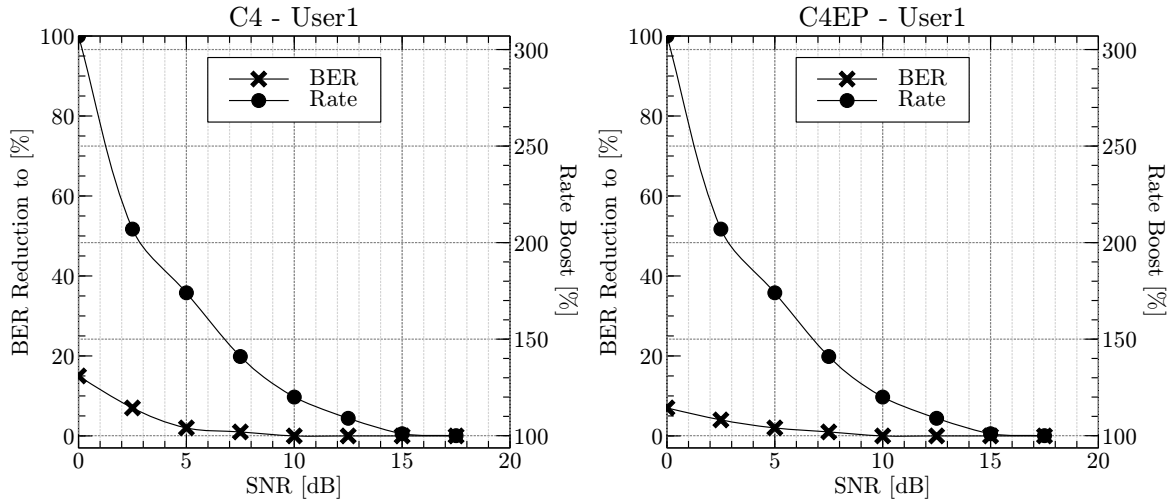 C4 - User1
BER Reduction to [%]
100
80
60
40
20
0
BER
Rate
300
250
200
150
100
Rate Boost [%]
0 5 10 15 20
SNR [dB]
C4EP - User1
BER Reduction to [%]
100
80
60
40
20
0
BER
Rate
300
250
200
150
100
Rate Boost [%]
0 5 10 15 20
SNR [dB]